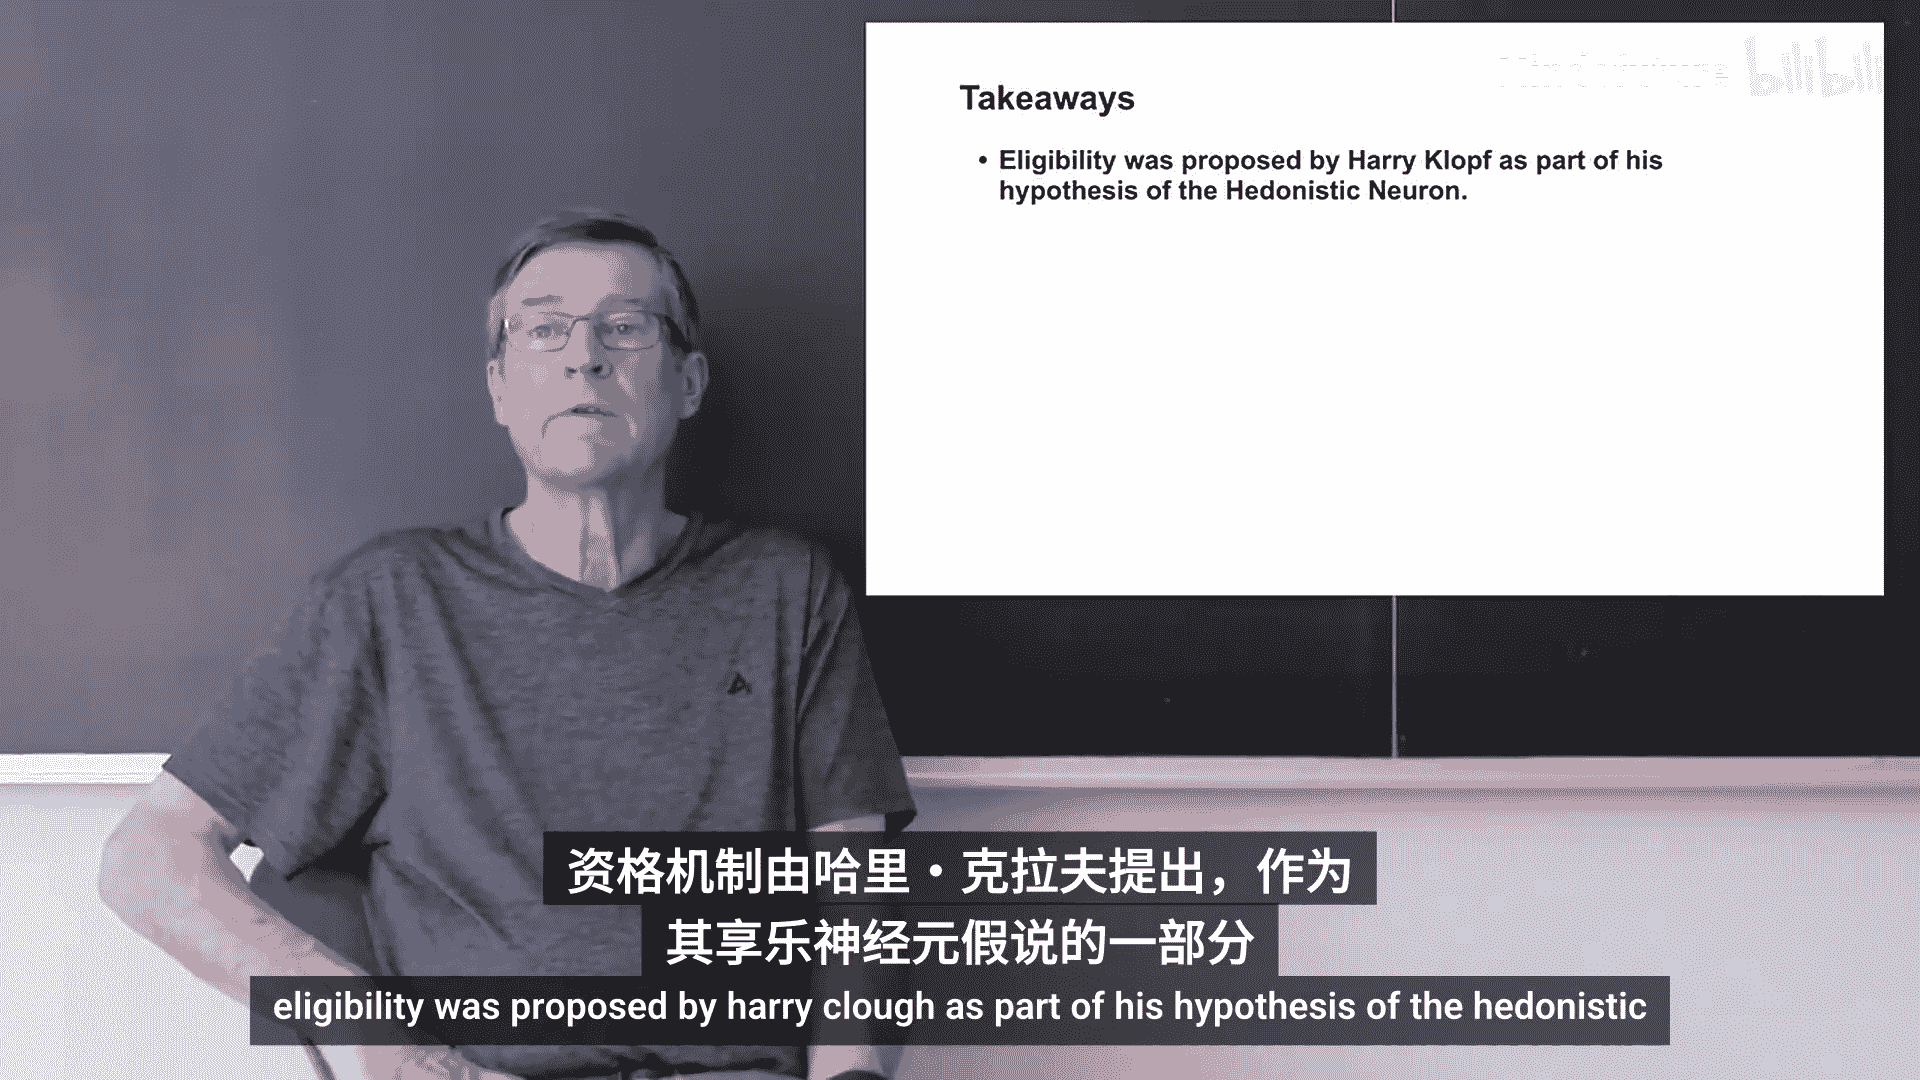 bilibili
Takeaways
• Eligibility was proposed by Harry Klopf as part of his
hypothesis of the Hedonistic Neuron.
资格机制由哈里·克拉夫提出，作为
其享乐神经元假说的一部分
eligibility was proposed by harry clough as part of his hypothesis of the hedonistic